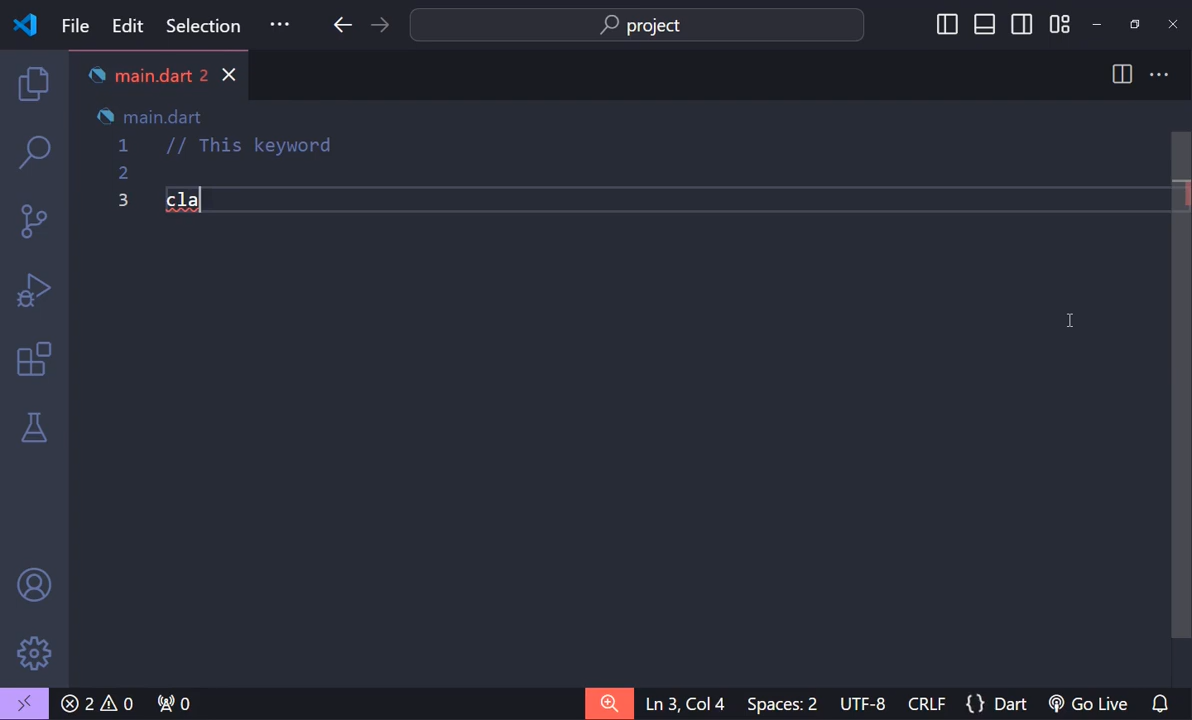 File Edit Selection ··· project
main.dart 2
main.dart
1 // This keyword
2
3 cla
2 0 0 Ln 3, Col 4 Spaces: 2 UTF-8 CRLF {} Dart Go Live